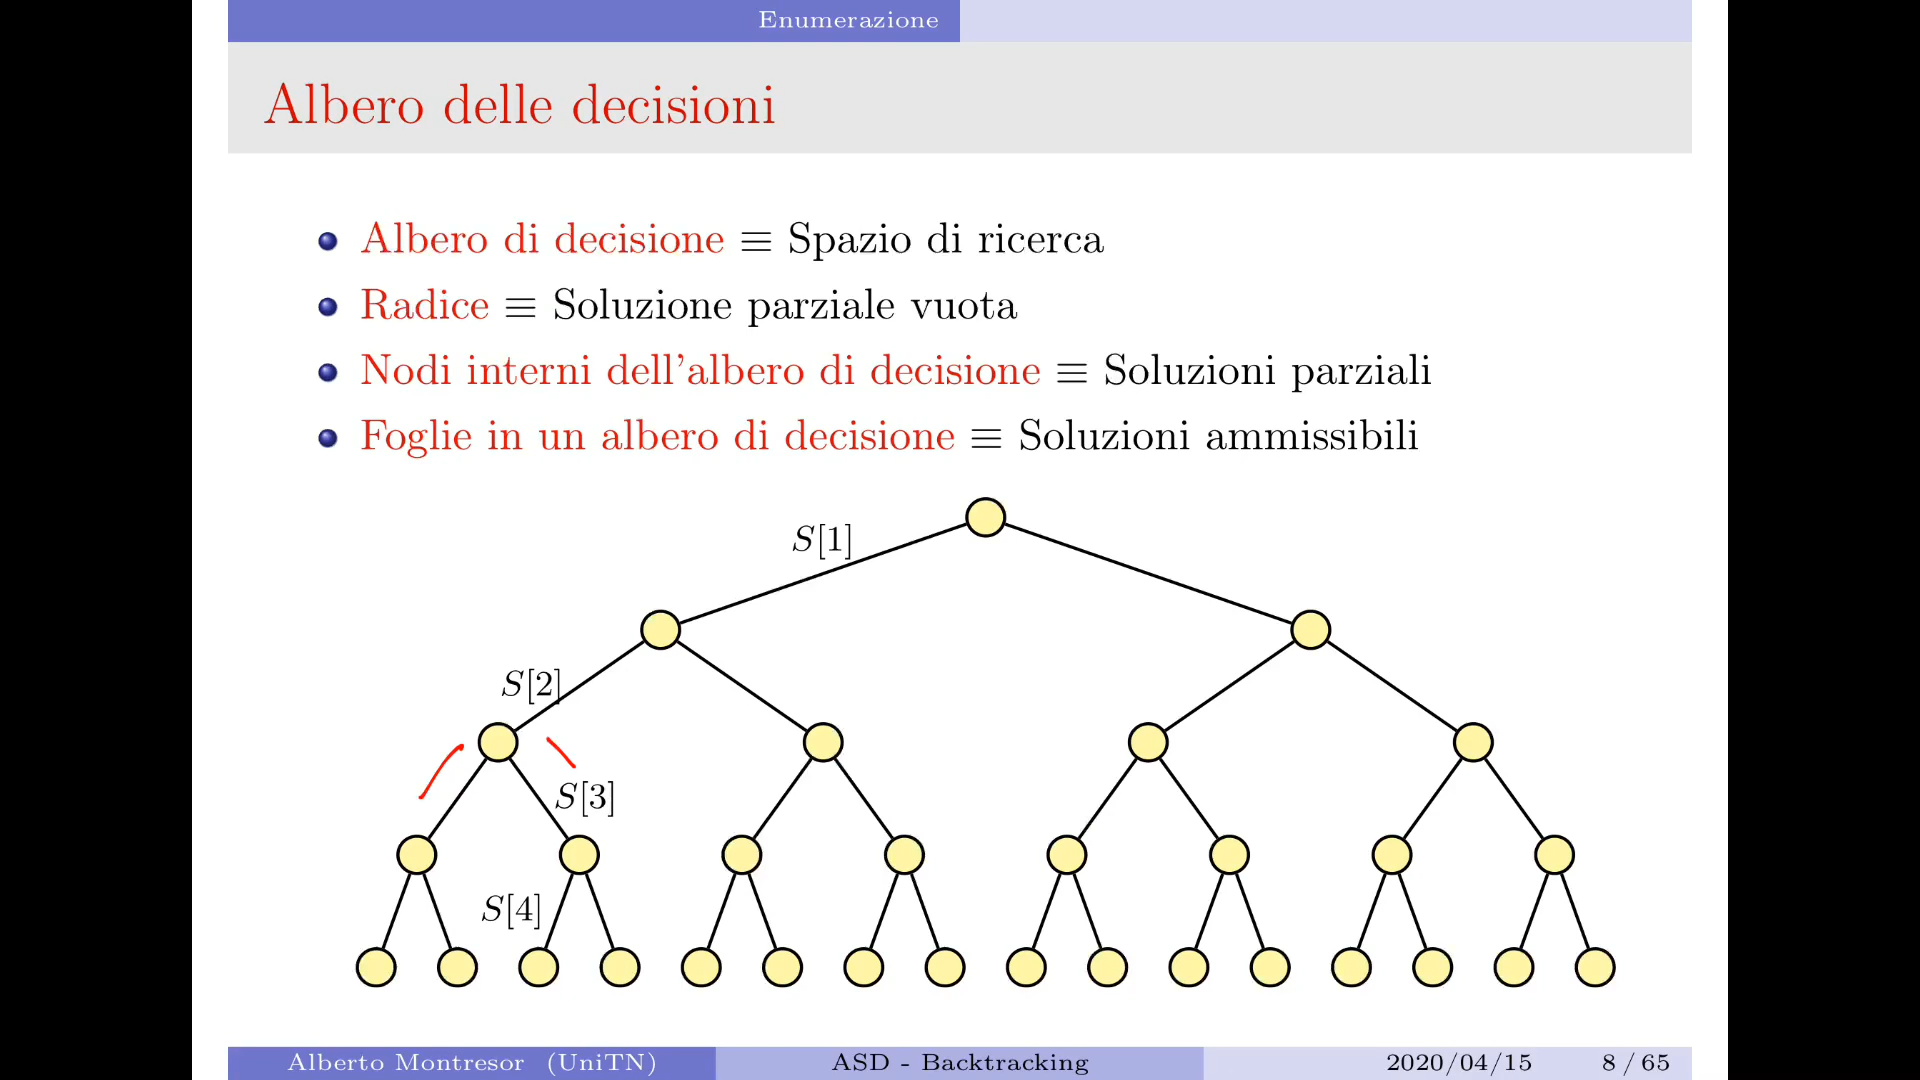 Enumerazione
Albero delle decisioni
Albero di decisione ≡ Spazio di ricerca
Radice ≡ Soluzione parziale vuota
Nodi interni dell'albero di decisione ≡ Soluzioni parziali
Foglie in un albero di decisione ≡ Soluzioni ammissibili
S[1]
S[2]
S[3]
S[4]
Alberto Montresor (UniTN) ASD - Backtracking 2020/04/15 8 / 65